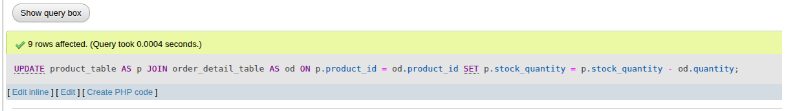 Show query box
9 rows affected. (Query took 0.0004 seconds.)
UPDATE product_table AS p JOIN order_detail_table AS od ON p.product_id = od.product_id SET p.stock_quantity = p.stock_quantity - od.quantity;
[ Edit inline ] [ Edit ] [ Create PHP code ]